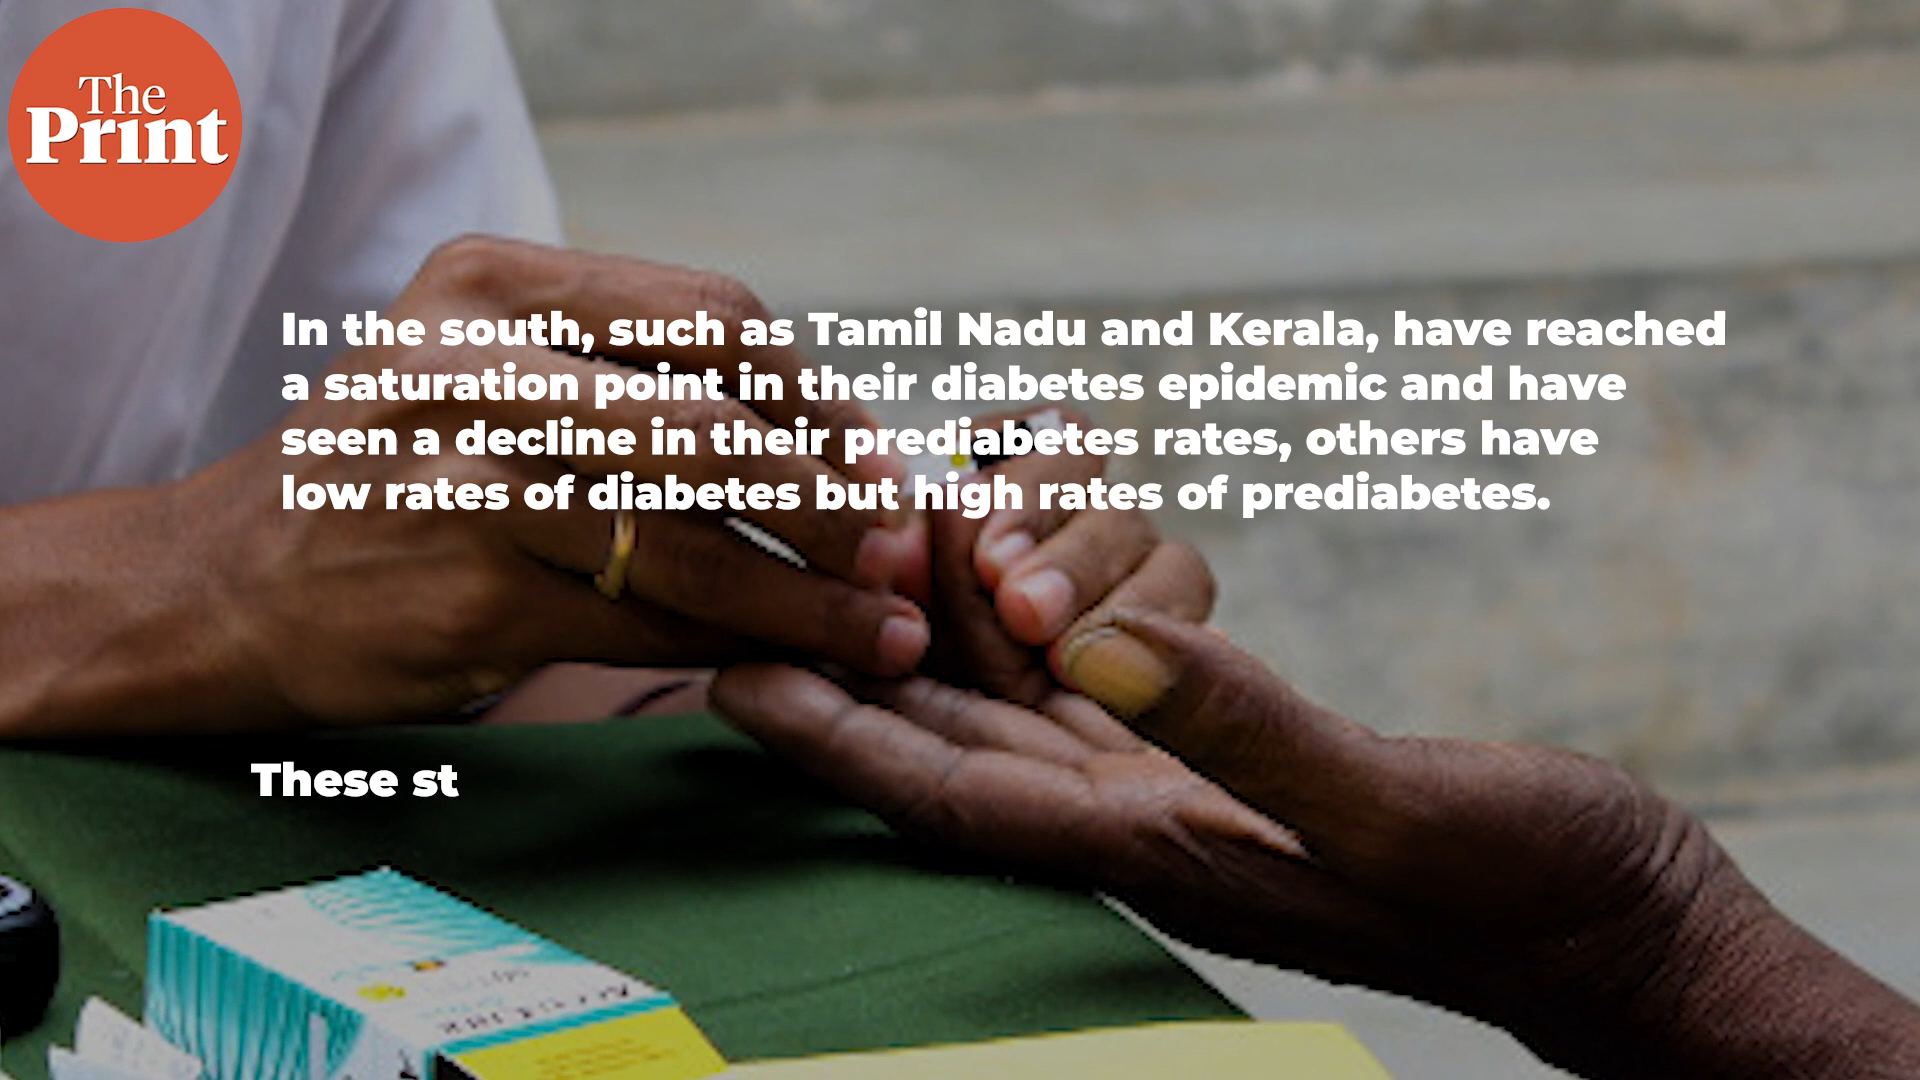 The
Print
In the south, such as Tamil Nadu and Kerala, have reached
a saturation point in their diabetes epidemic and have
seen a decline in their prediabetes rates, others have
low rates of diabetes but high rates of prediabetes.
These st